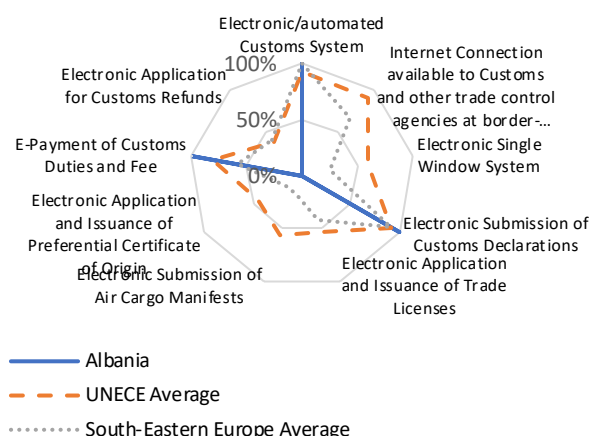 Electronic/automated
Customs System
100%
50%
0%
Internet Connection
available to Customs
and other trade control
agencies at border-...
Electronic Single
Window System
Electronic Submission of
Customs Declarations
Electronic Application
and Issuance of Trade
Licenses
Electronic Submission of
Air Cargo Manifests
Electronic Application
and Issuance of
Preferential Certificate
of Origin
E-Payment of Customs
Duties and Fee
Electronic Application
for Customs Refunds
Albania
UNECE Average
South-Eastern Europe Average